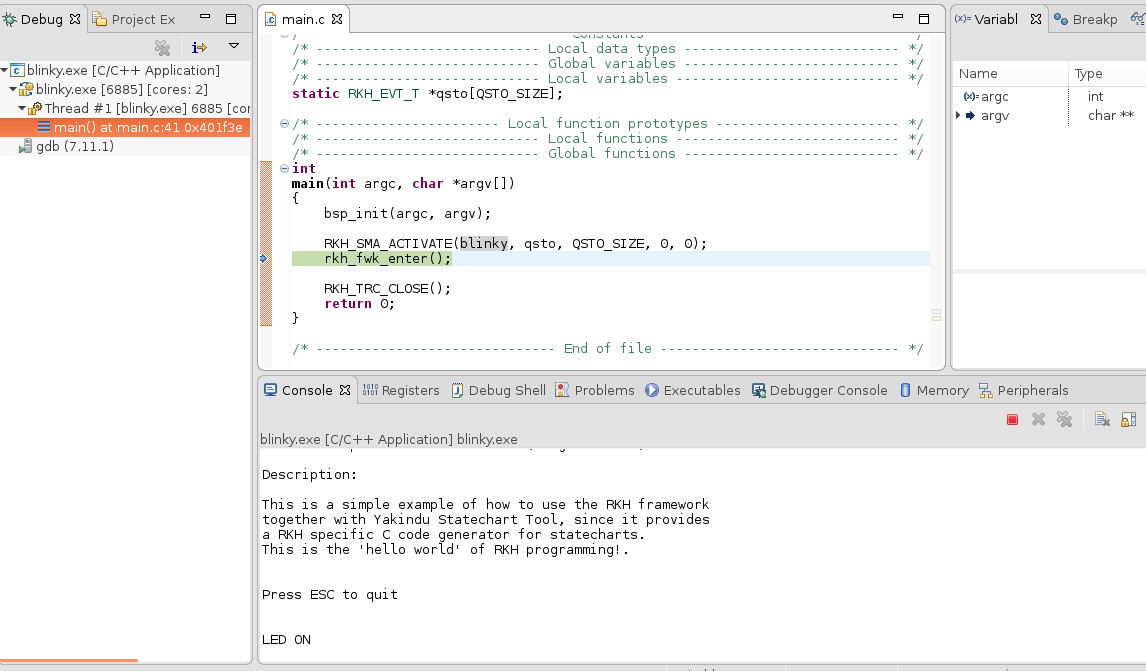 Debug
Project Ex
blinky.exe [C/C++ Application]
blinky.exe [6885] [cores: 2]
Thread #1 [blinky.exe] 6885 [cor
main() at main.c:41 0x401f3e
gdb (7.11.1)
main.c
Constants
/* ---------------------------- Local data types ---------------------------- */
/* ---------------------------- Global variables --------------------------- */
/* ---------------------------- Local variables ---------------------------- */
static RKH_EVT_T *qsto[QSTO_SIZE];
/* ----------------------- Local function prototypes ------------------------ */
/* ---------------------------- Local functions ----------------------------- */
/* ---------------------------- Global functions ---------------------------- */
int
main(int argc, char *argv[])
{
bsp_init(argc, argv);
RKH_SMA_ACTIVATE(blinky, qsto, QSTO_SIZE, 0, 0);
rkh_fwk_enter();
RKH_TRC_CLOSE();
return 0;
}
/* ------------------------------ End of file ------------------------------ */
(x)= Variabl
Breakp
Name Type
(x)= argc int
argv char **
Console
Registers
Debug Shell
Problems
Executables
Debugger Console
Memory
Peripherals
blinky.exe [C/C++ Application] blinky.exe
Description:
This is a simple example of how to use the RKH framework
together with Yakindu Statechart Tool, since it provides
a RKH specific C code generator for statecharts.
This is the 'hello world' of RKH programming!.
Press ESC to quit
LED ON